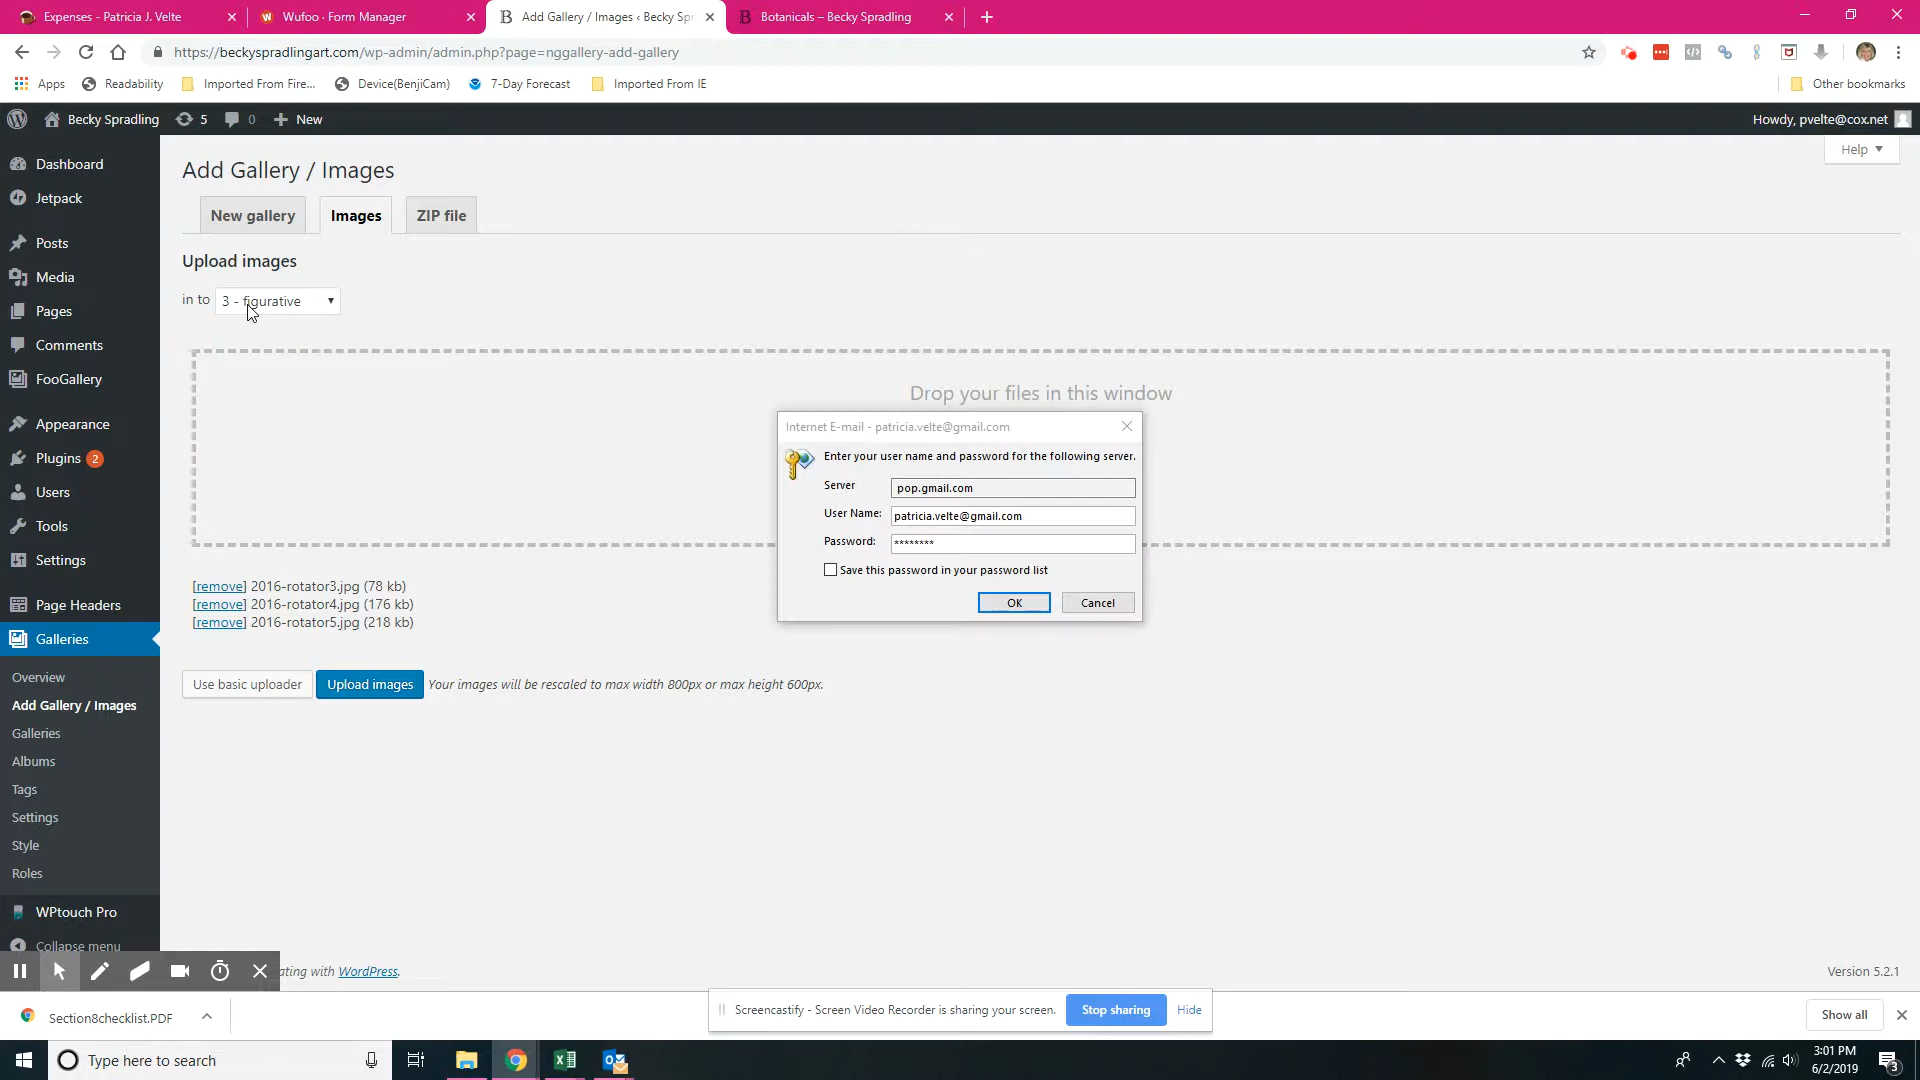 Expenses - Patricia J. Velte
Wufoo · Form Manager
Add Gallery / Images ‹ Becky Spr
Botanicals – Becky Spradling
https://beckyspradlingart.com/wp-admin/admin.php?page=nggallery-add-gallery
Apps
Readability
Imported From Fire...
Device(BenjiCam)
7-Day Forecast
Imported From IE
Other bookmarks
Becky Spradling
5
0
New
Howdy, pvelte@cox.net
Help
Dashboard
Jetpack
Posts
Media
Pages
Comments
FooGallery
Appearance
Plugins 2
Users
Tools
Settings
Page Headers
Galleries
Overview
Add Gallery / Images
Galleries
Albums
Tags
Settings
Style
Roles
WPtouch Pro
Collapse menu
Add Gallery / Images
New gallery
Images
ZIP file
Upload images
in to 3 - figurative
Drop your files in this window
Internet E-mail - patricia.velte@gmail.com
Enter your user name and password for the following server.
Server pop.gmail.com
User Name: patricia.velte@gmail.com
Password: ********
Save this password in your password list
OK
Cancel
[remove] 2016-rotator3.jpg (78 kb)
[remove] 2016-rotator4.jpg (176 kb)
[remove] 2016-rotator5.jpg (218 kb)
Use basic uploader
Upload images
Your images will be rescaled to max width 800px or max height 600px.
ating with WordPress.
Version 5.2.1
Section8checklist.PDF
Screencastify - Screen Video Recorder is sharing your screen.
Stop sharing
Hide
Show all
Type here to search
3:01 PM
6/2/2019
3